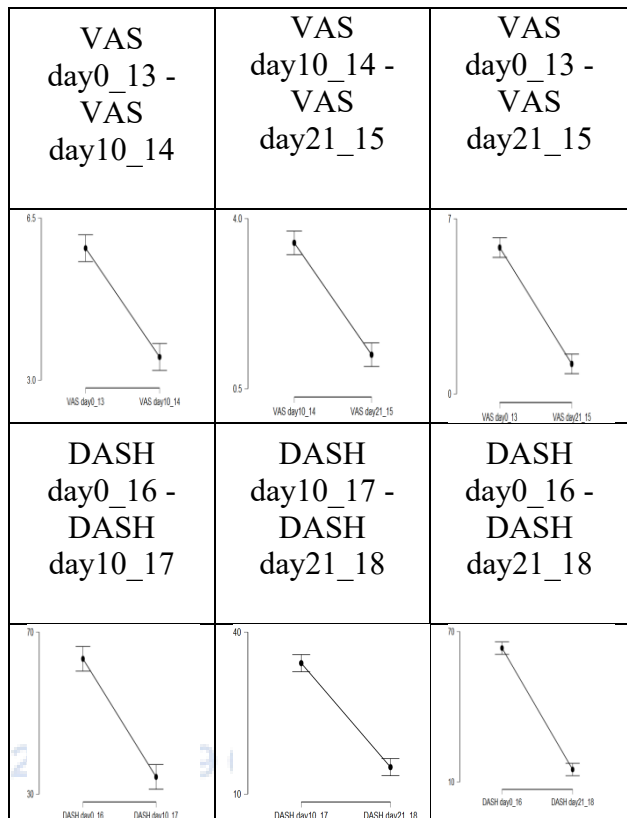 VAS
day0_13 -
VAS
day10_14
VAS
day10_14 -
VAS
day21_15
VAS
day0_13 -
VAS
day21_15
6.5
3.0
VAS day0_13 VAS day10_14
4.0
0.5
VAS day10_14 VAS day21_15
7
0
VAS day0_13 VAS day21_15
DASH
day0_16 -
DASH
day10_17
DASH
day10_17 -
DASH
day21_18
DASH
day0_16 -
DASH
day21_18
70
30
DASH day0_16 DASH day10_17
40
10
DASH day10_17 DASH day21_18
70
10
DASH day0_16 DASH day21_18